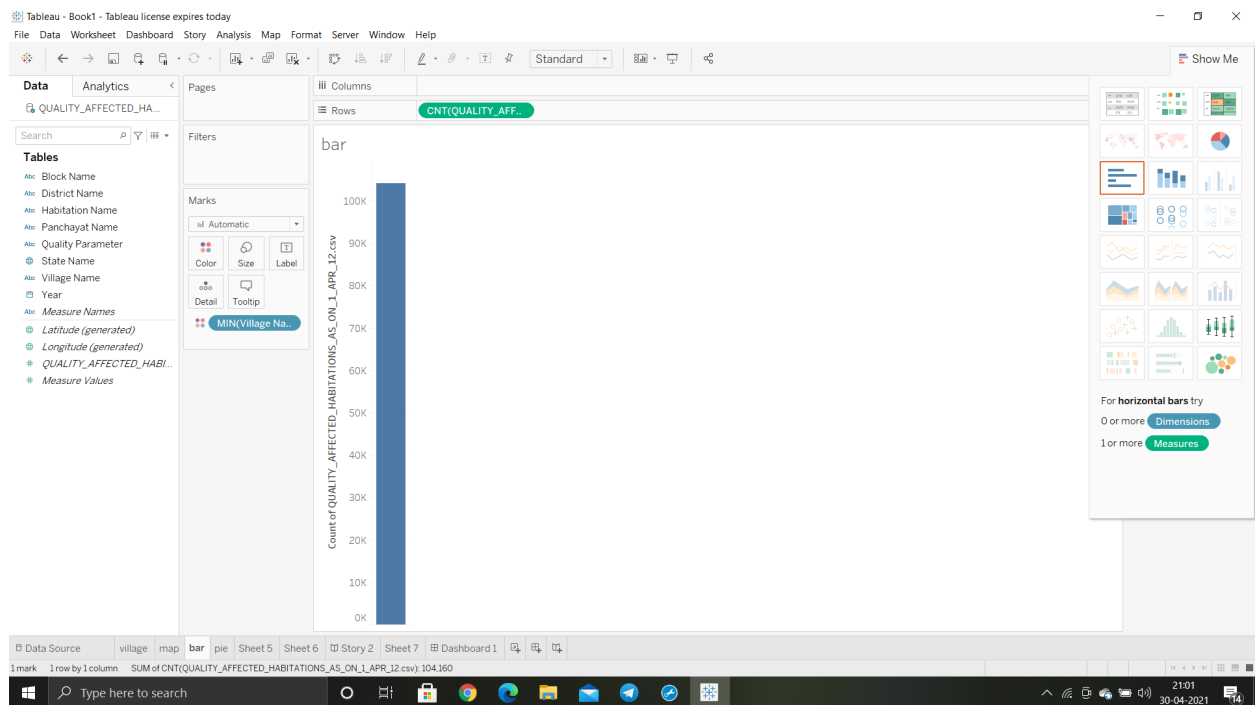 Tableau - Book1 - Tableau license expires today
File Data Worksheet Dashboard Story Analysis Map Format Server Window Help
Standard
Show Me
Data Analytics
QUALITY_AFFECTED_HA...
Search
Tables
Abc Block Name
Abc District Name
Abc Habitation Name
Abc Panchayat Name
Abc Quality Parameter
State Name
Abc Village Name
Year
Abc Measure Names
Latitude (generated)
Longitude (generated)
# QUALITY_AFFECTED_HABI...
# Measure Values
Pages
Filters
Marks
Automatic
Color Size Label
Detail Tooltip
MIN(Village Na..
Columns
Rows CNT(QUALITY_AFF..
bar
Count of QUALITY_AFFECTED_HABITATIONS_AS_ON_1_APR_12.csv
100K
90K
80K
70K
60K
50K
40K
30K
20K
10K
0K
For horizontal bars try
0 or more Dimensions
1 or more Measures
Data Source village map bar pie Sheet 5 Sheet 6 Story 2 Sheet 7 Dashboard 1
1 mark 1 row by 1 column SUM of CNT(QUALITY_AFFECTED_HABITATIONS_AS_ON_1_APR_12.csv): 104,160
Type here to search
21:01
30-04-2021
14